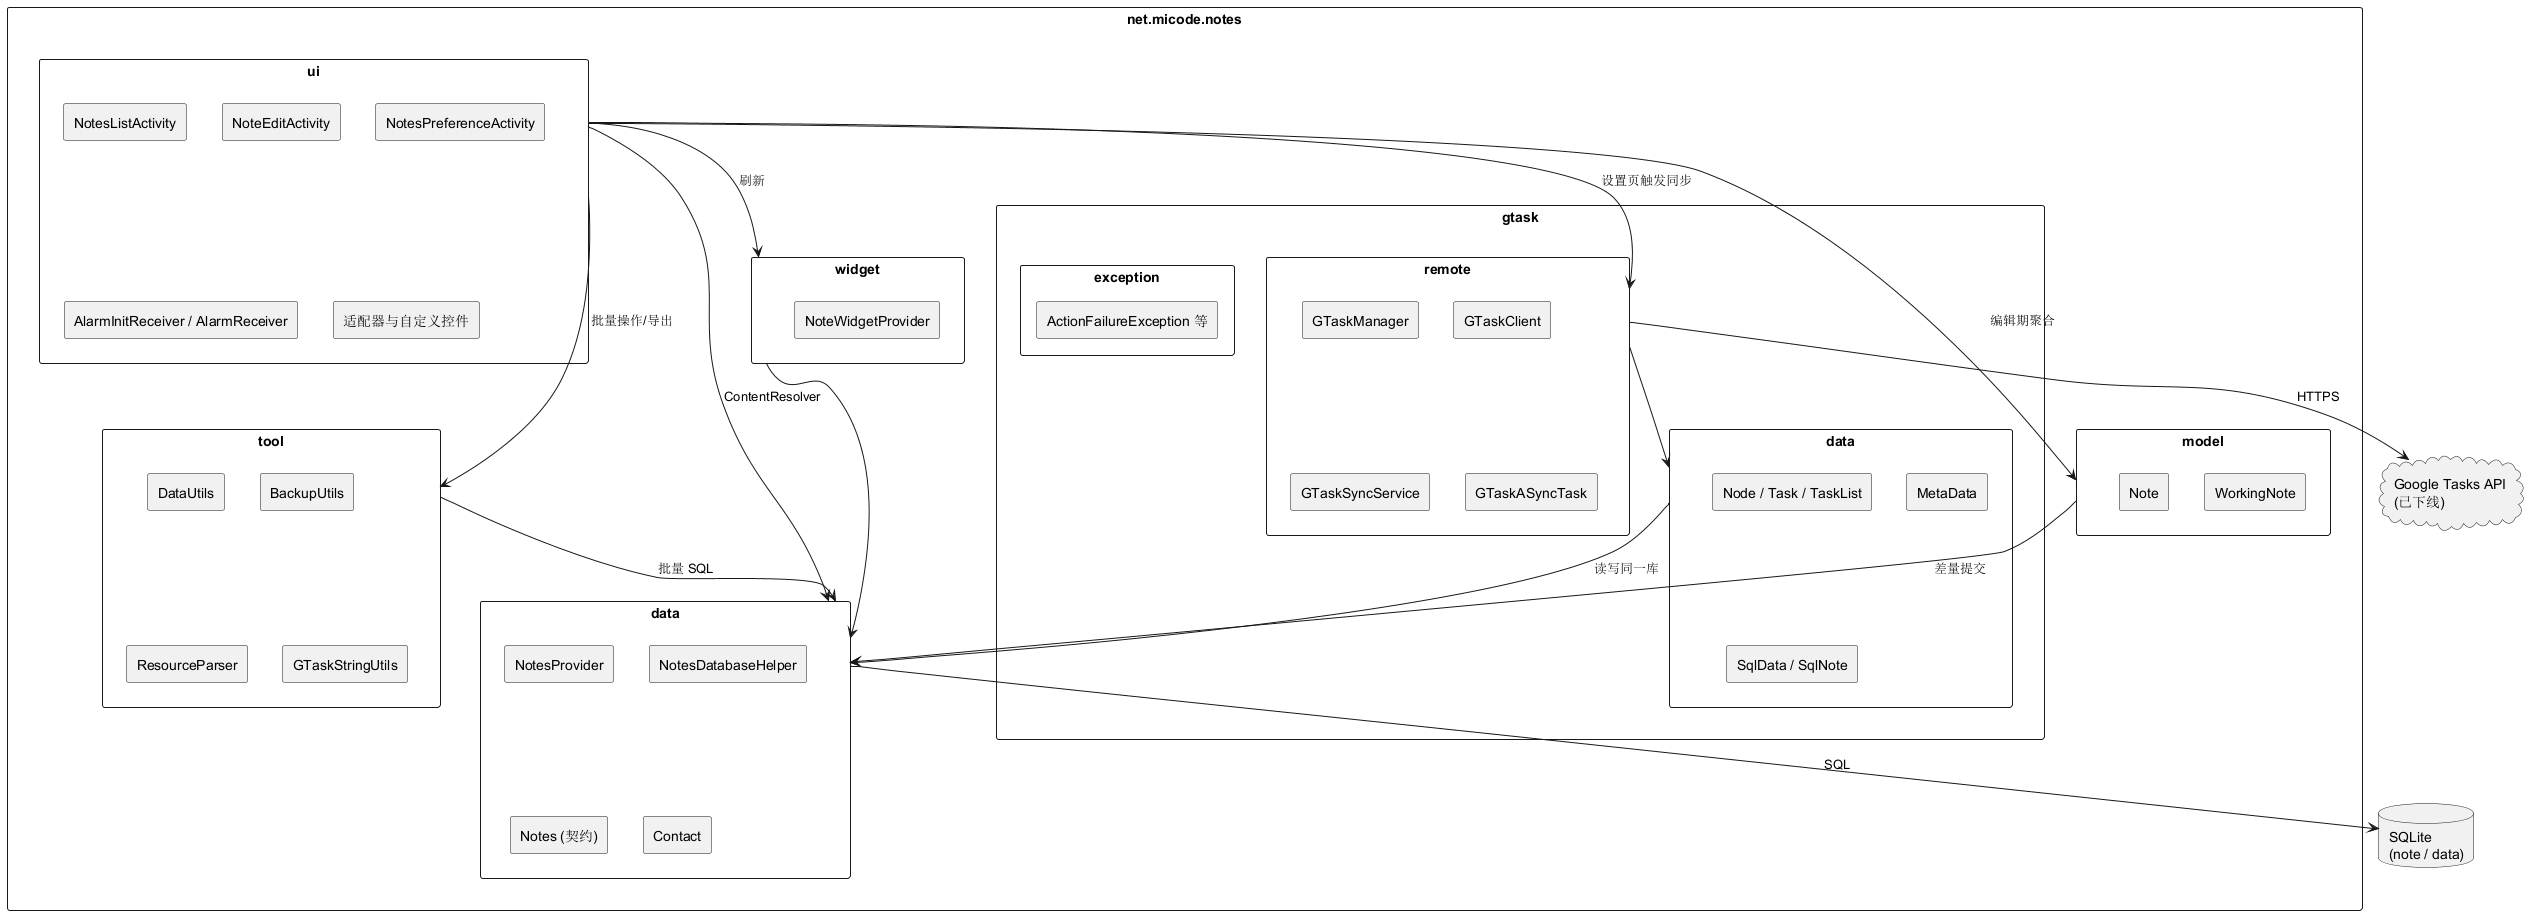 net.micode.notes
ui
NotesListActivity
NoteEditActivity
NotesPreferenceActivity
AlarmInitReceiver / AlarmReceiver
适配器与自定义控件
刷新
设置页触发同步
批量操作/导出
编辑期聚合
widget
NoteWidgetProvider
gtask
exception
ActionFailureException 等
remote
GTaskManager
GTaskClient
GTaskSyncService
GTaskASyncTask
ContentResolver
HTTPS
tool
DataUtils
BackupUtils
ResourceParser
GTaskStringUtils
data
Node / Task / TaskList
MetaData
SqlData / SqlNote
model
Note
WorkingNote
Google Tasks API
(已下线)
批量 SQL
读写同一库
差量提交
data
NotesProvider
NotesDatabaseHelper
Notes (契约)
Contact
SQL
SQLite
(note / data)